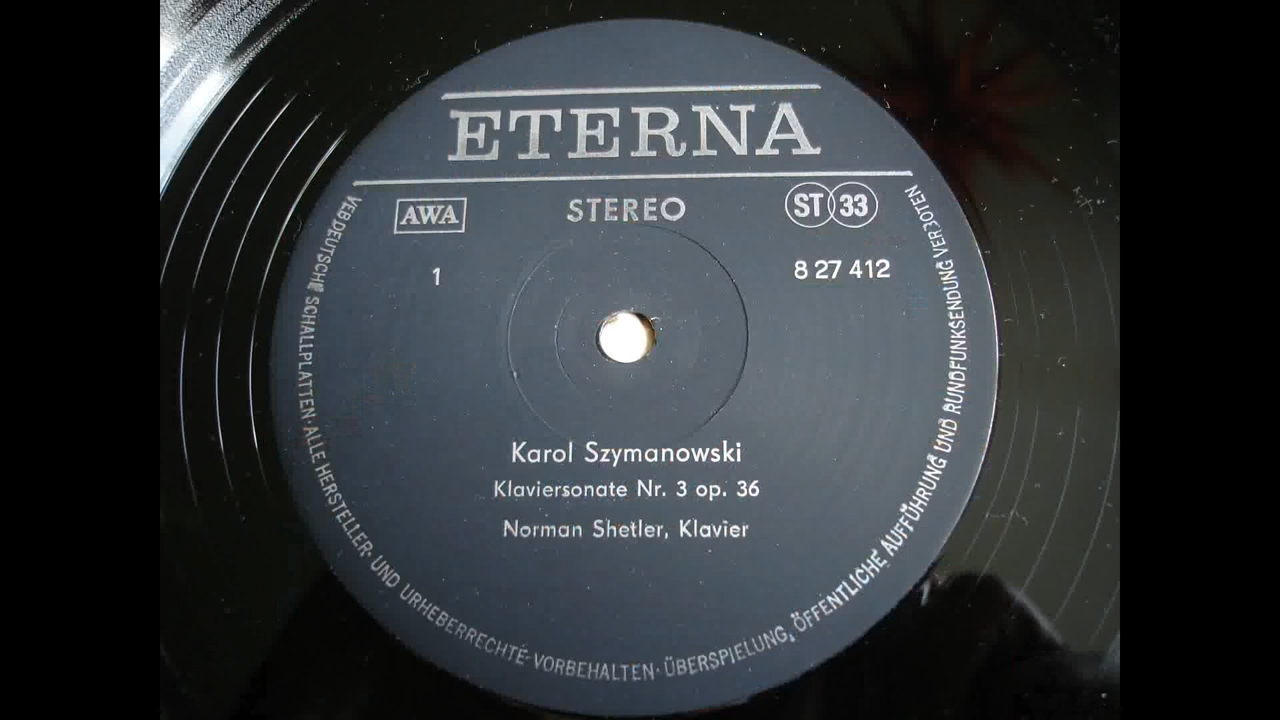 ETERNA
AWA
STEREO
ST 33
1
8 27 412
Karol Szymanowski
Klaviersonate Nr. 3 op. 36
Norman Shetler, Klavier
VEB DEUTSCHE SCHALLPLATTEN · ALLE HERSTELLER- UND URHEBERRECHTE VORBEHALTEN · ÜBERSPIELUNG, ÖFFENTLICHE AUFFÜHRUNG UND RUNDFUNKSENDUNG VERBOTEN